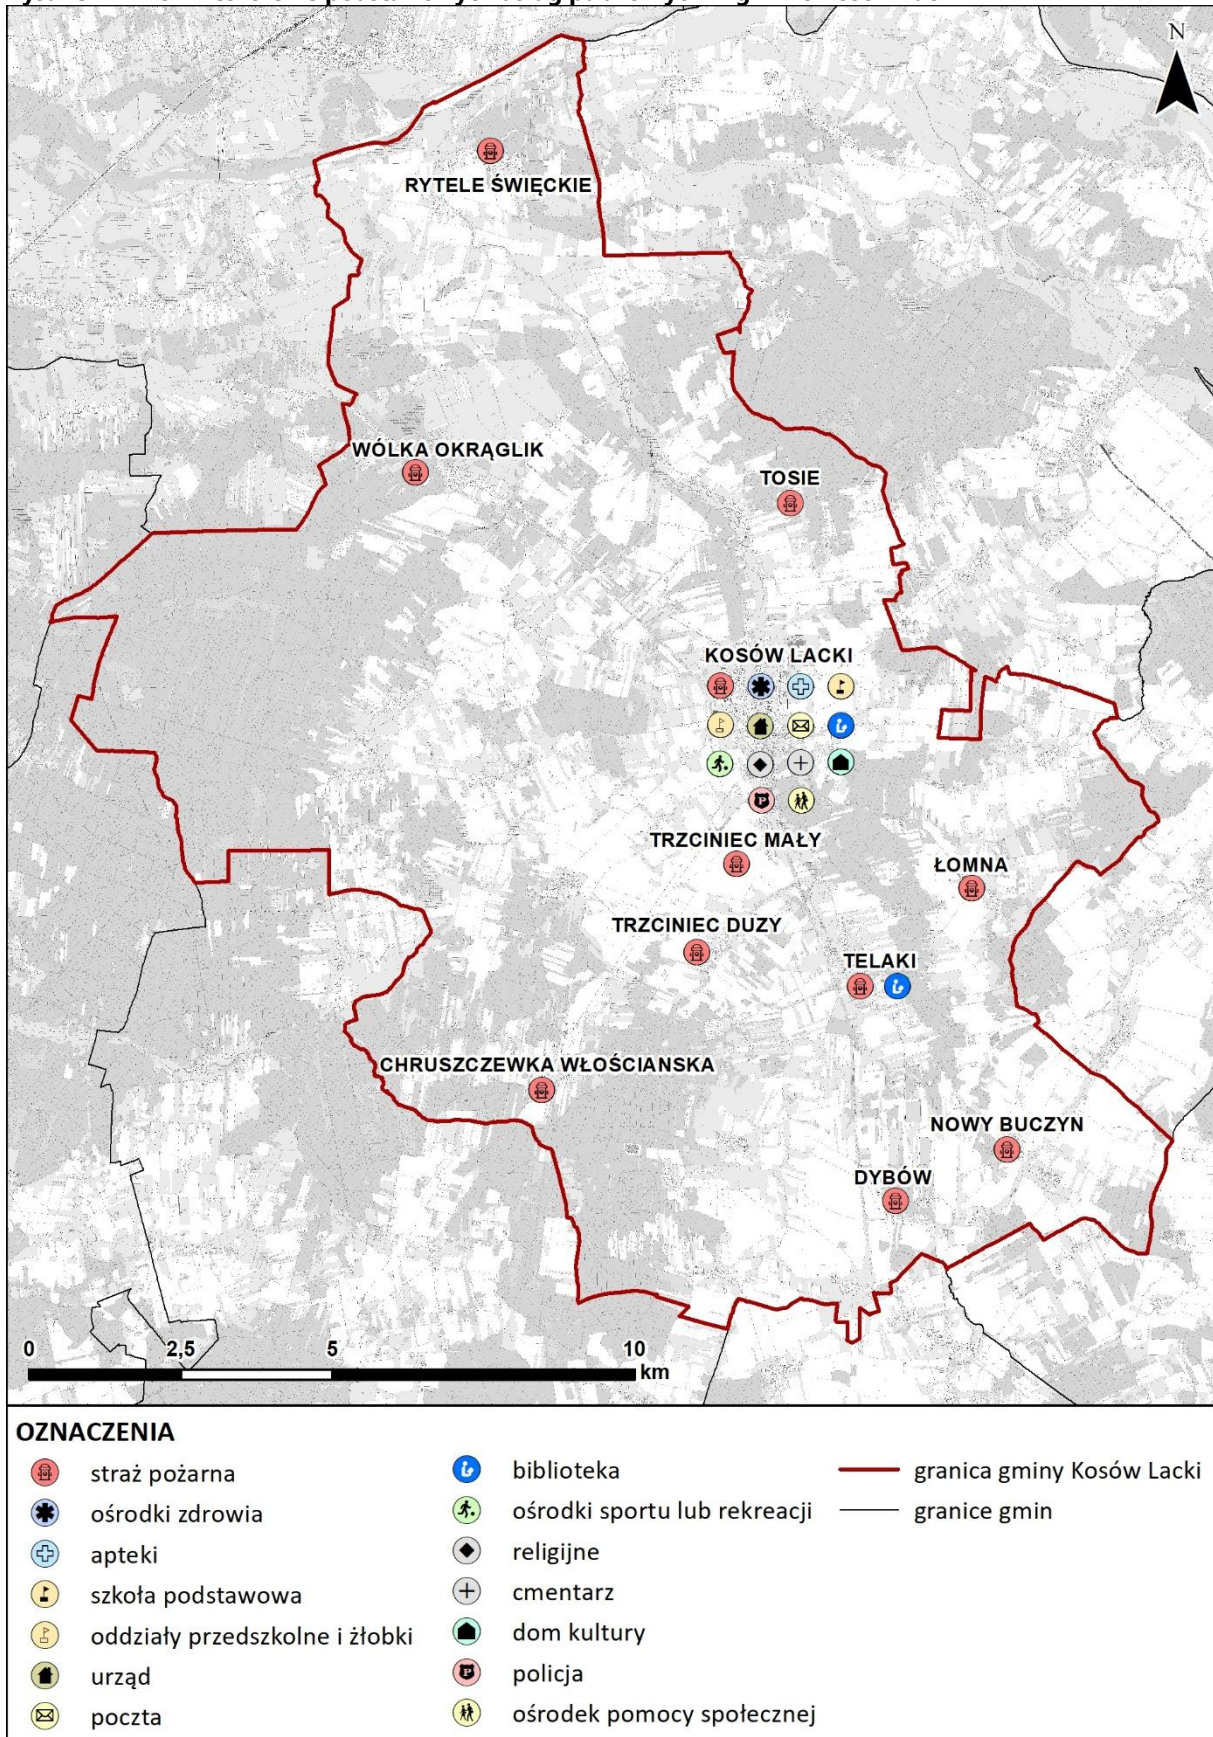 N
RYTELE ŚWIĘCKIE
WÓLKA OKRĄGLIK
TOSIE
KOSÓW LACKI
TRZCINIEC MAŁY
ŁOMNA
TRZCINIEC DUZY
TELAKI
CHRUSZCZEWKA WŁOŚCIANSKA
NOWY BUCZYN
DYBÓW
0 2,5 5 10
km
OZNACZENIA
straż pożarna
ośrodki zdrowia
apteki
szkoła podstawowa
oddziały przedszkolne i żłobki
urząd
poczta
biblioteka
ośrodki sportu lub rekreacji
religijne
cmentarz
dom kultury
policja
ośrodek pomocy społecznej
granica gminy Kosów Lacki
granice gmin